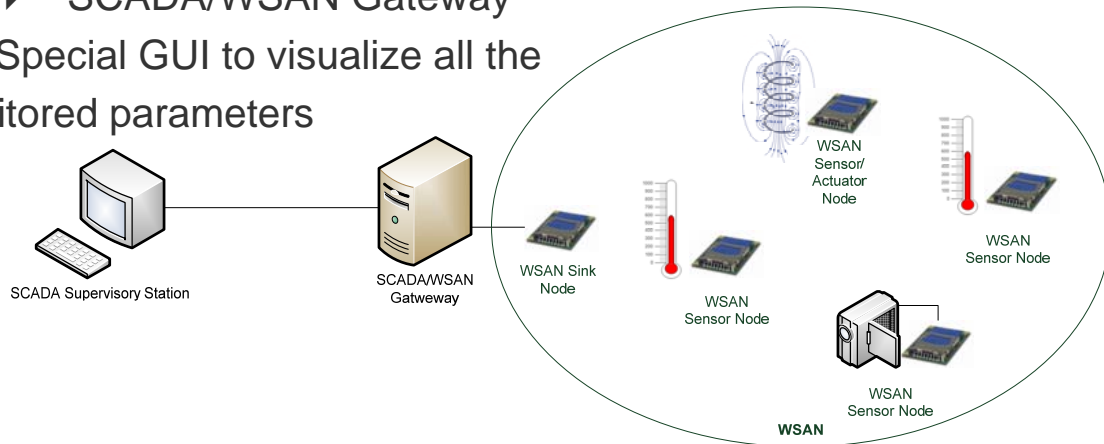 SCADA/WSAN Gateway
Special GUI to visualize all the
itored parameters
SCADA Supervisory Station
SCADA/WSAN
Gatweway
WSAN Sink
Node
WSAN
Sensor Node
WSAN
Sensor/
Actuator
Node
WSAN
Sensor Node
WSAN
Sensor Node
WSAN